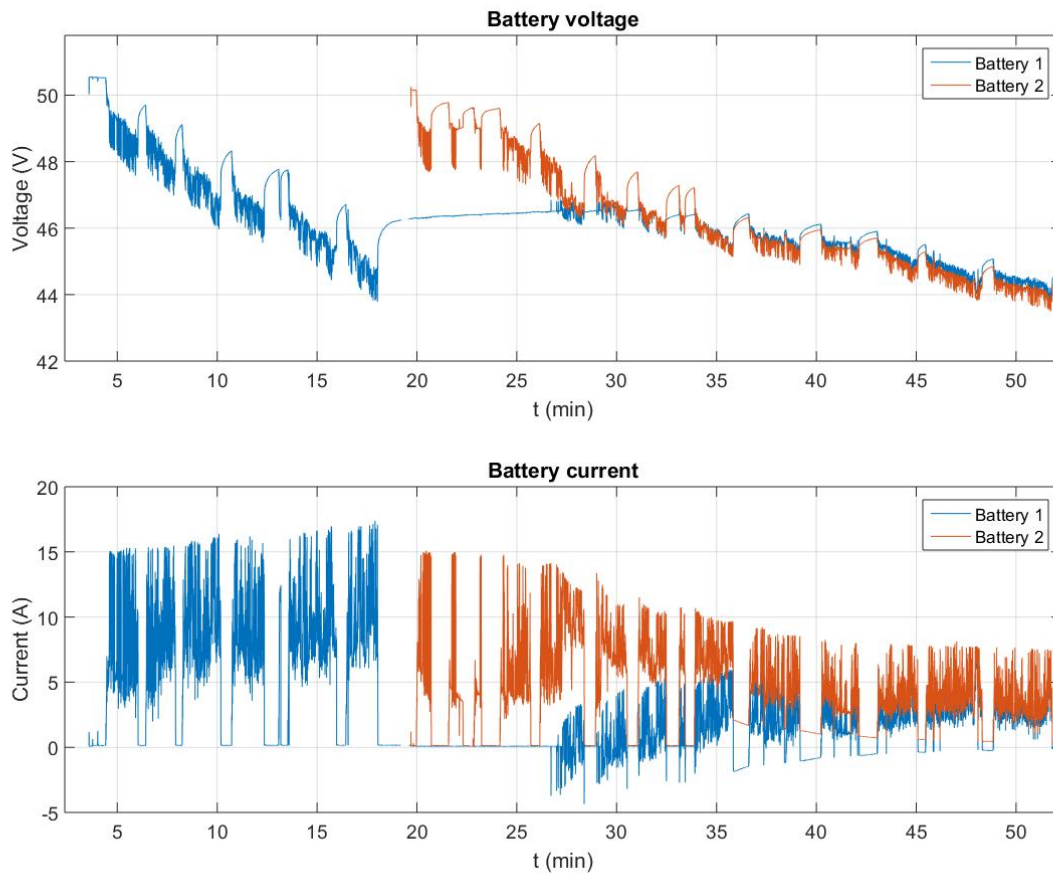 Battery voltage
Voltage (V)
50
48
46
44
42
Battery 1
Battery 2
5 10 15 20 25 30 35 40 45 50
t (min)
Battery current
Current (A)
20
15
10
5
0
-5
Battery 1
Battery 2
5 10 15 20 25 30 35 40 45 50
t (min)